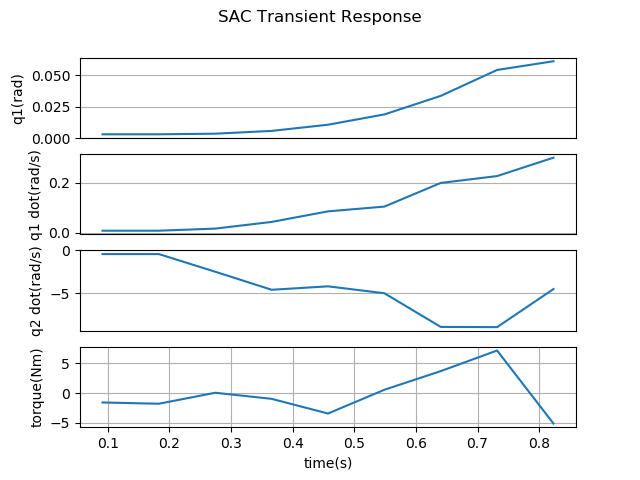 SAC Transient Response
0.050
0.025
0.000
q1(rad)
0.2
0.0
q1 dot(rad/s)
0
−5
q2 dot(rad/s)
5
0
−5
torque(Nm)
0.1 0.2 0.3 0.4 0.5 0.6 0.7 0.8
time(s)